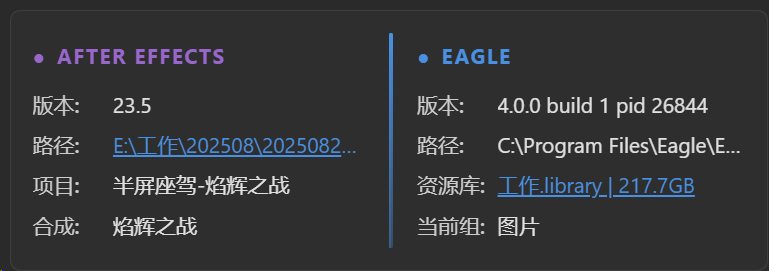 AFTER EFFECTS
版本: 23.5
路径: E:\工作\202508\2025082...
项目: 半屏座驾-焰辉之战
合成: 焰辉之战
EAGLE
版本: 4.0.0 build 1 pid 26844
路径: C:\Program Files\Eagle\E...
资源库: 工作.library | 217.7GB
当前组: 图片